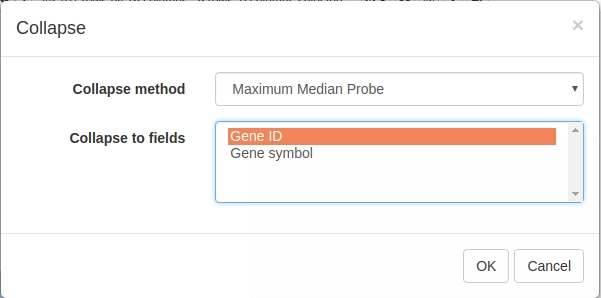 Collapse ×
Collapse method Maximum Median Probe
Collapse to fields Gene ID
Gene symbol
OK Cancel